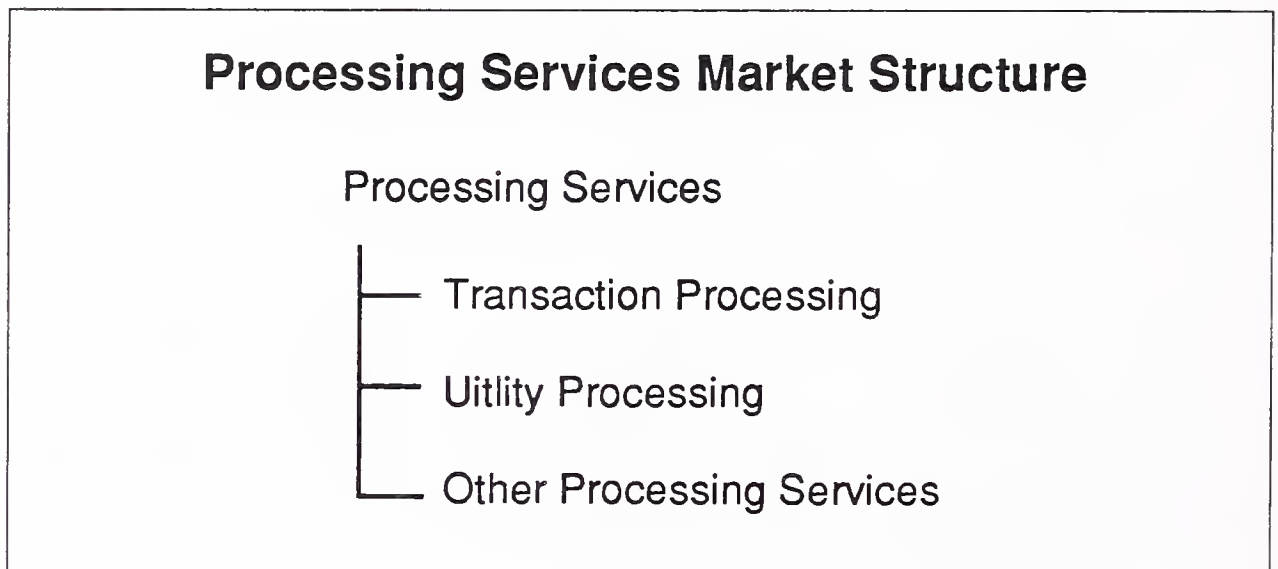 Processing Services Market Structure
Processing Services
Transaction Processing
Uitlity Processing
Other Processing Services